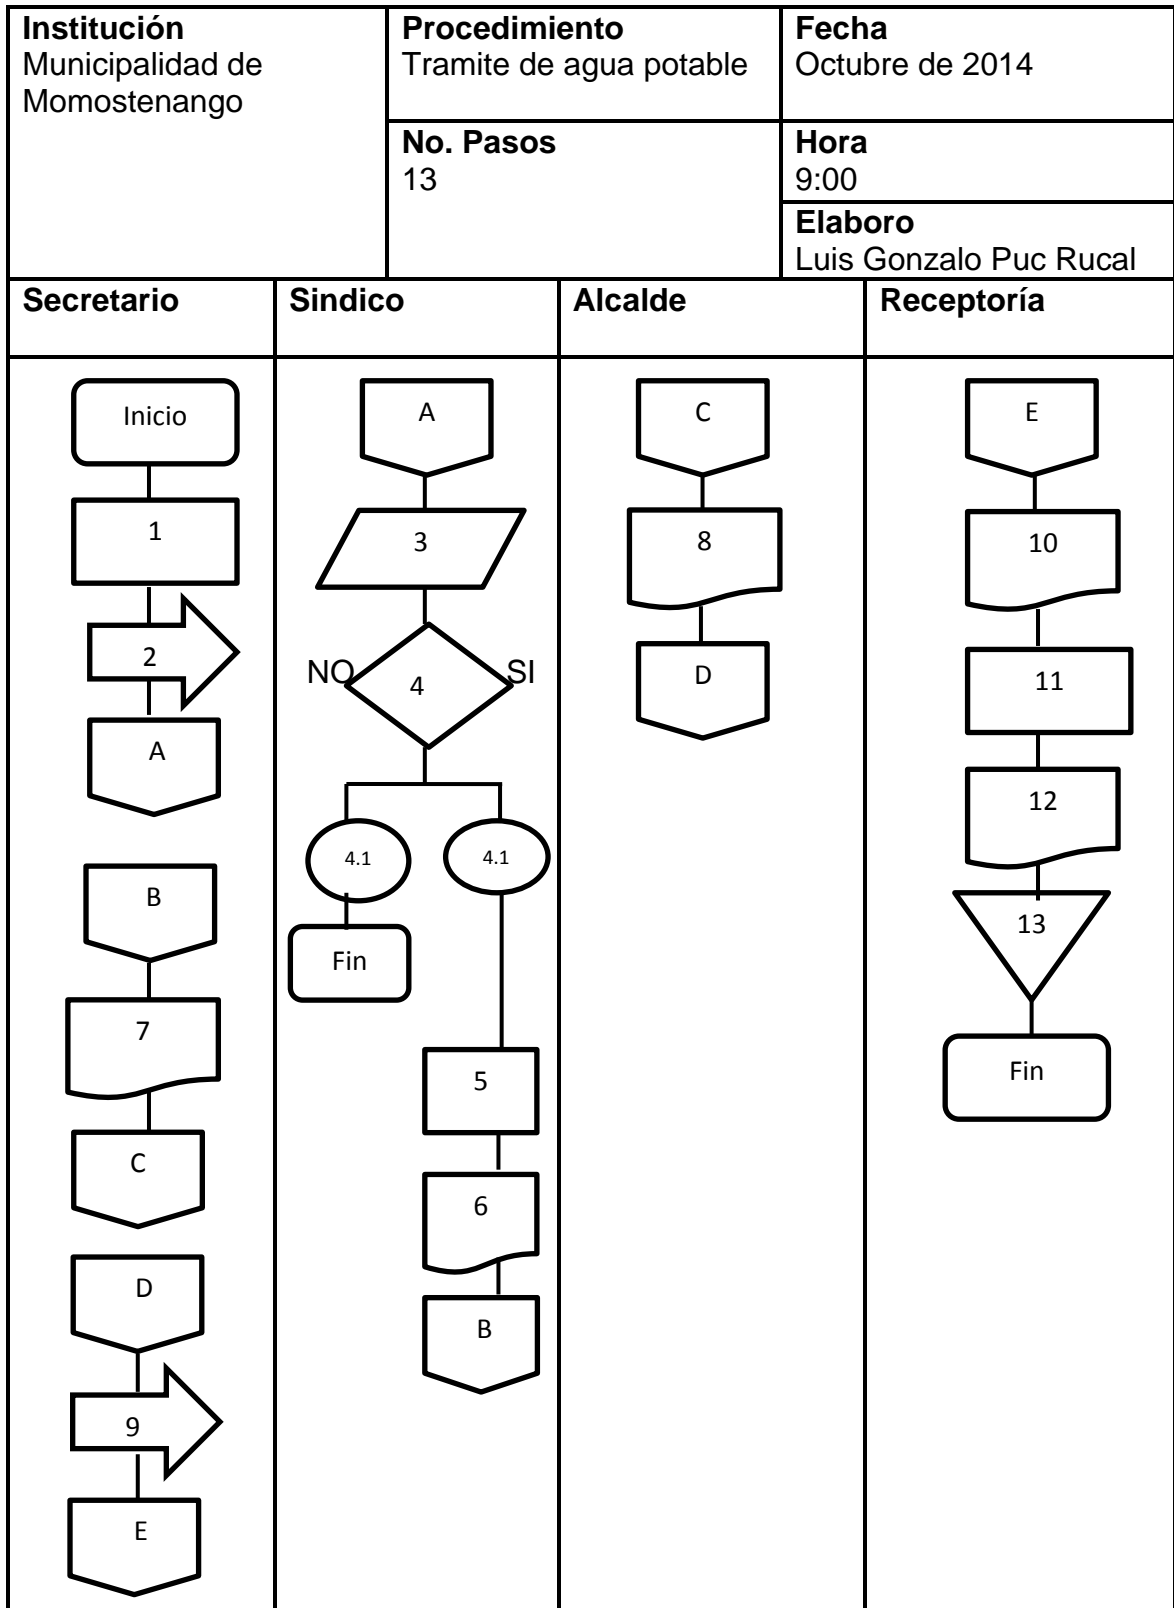 Institución
Municipalidad de
Momostenango
Procedimiento
Tramite de agua potable
Fecha
Octubre de 2014
No. Pasos
13
Hora
9:00
Elaboro
Luis Gonzalo Puc Rucal
Secretario
Sindico
Alcalde
Receptoría
Inicio
1
2
A
B
7
C
D
9
E
A
3
NO
4
SI
4.1
4.1
Fin
5
6
B
C
8
D
E
10
11
12
13
Fin